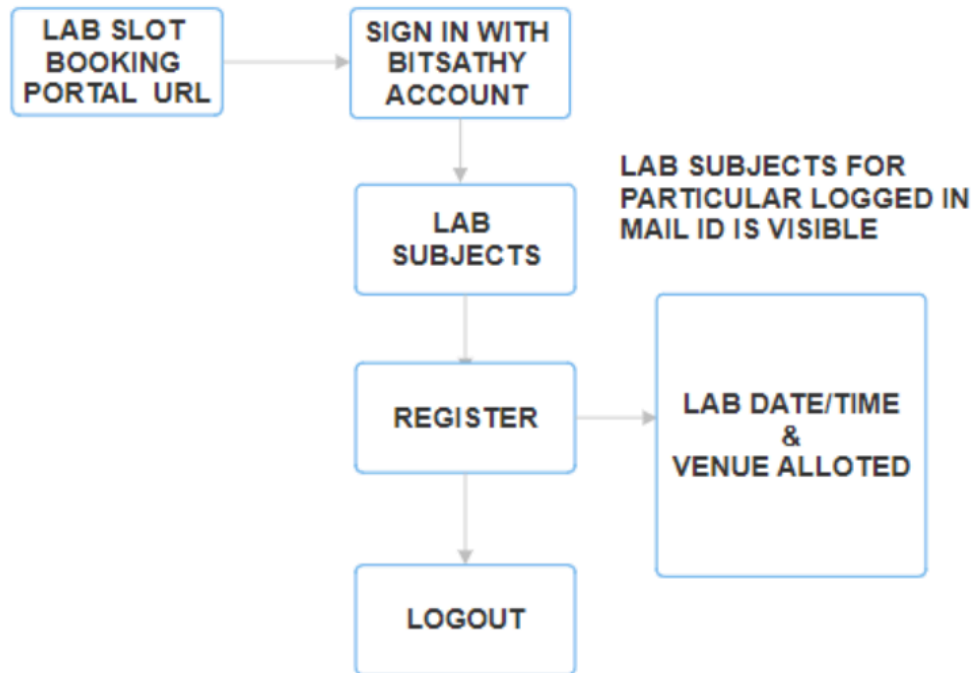 LAB SLOT
BOOKING
PORTAL URL
SIGN IN WITH
BITSATHY
ACCOUNT
LAB SUBJECTS FOR
PARTICULAR LOGGED IN
MAIL ID IS VISIBLE
LAB
SUBJECTS
REGISTER
LAB DATE/TIME
&
VENUE ALLOTED
LOGOUT